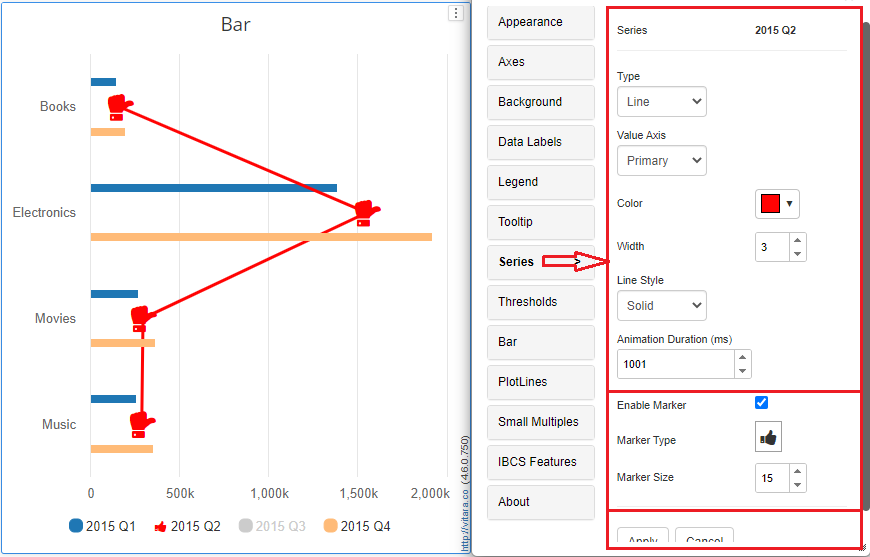 Bar
Books
Electronics
Movies
Music
0
500k
1,000k
1,500k
2,000k
2015 Q1
2015 Q2
2015 Q3
2015 Q4
http://vitara.co (4.6.0.750)
Appearance
Axes
Background
Data Labels
Legend
Tooltip
Series >
Thresholds
Bar
PlotLines
Small Multiples
IBCS Features
About
Series 2015 Q2
Type
Line
Value Axis
Primary
Color
Width 3
Line Style
Solid
Animation Duration (ms)
1001
Enable Marker
Marker Type
Marker Size 15
Apply Cancel